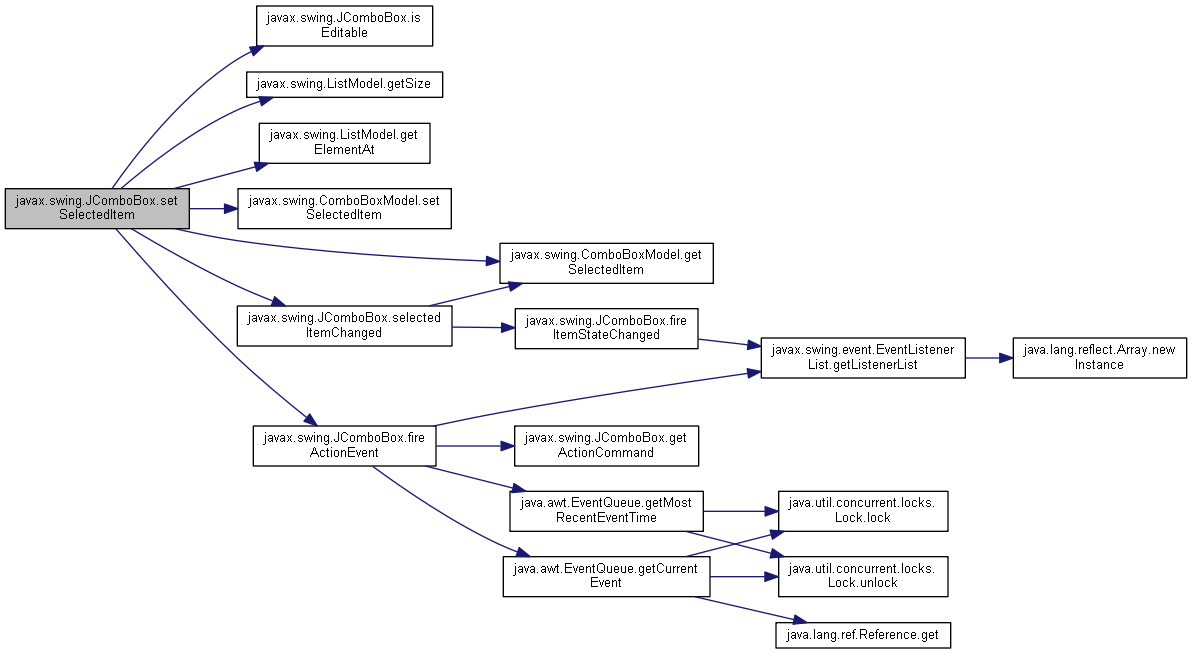 javax.swing.JComboBox.is
Editable
javax.swing.ListModel.getSize
javax.swing.ListModel.get
ElementAt
javax.swing.JComboBox.set
SelectedItem
javax.swing.ComboBoxModel.set
SelectedItem
javax.swing.ComboBoxModel.get
SelectedItem
javax.swing.JComboBox.selected
ItemChanged
javax.swing.JComboBox.fire
ItemStateChanged
javax.swing.event.EventListener
List.getListenerList
java.lang.reflect.Array.new
Instance
javax.swing.JComboBox.fire
ActionEvent
javax.swing.JComboBox.get
ActionCommand
java.awt.EventQueue.getMost
RecentEventTime
java.util.concurrent.locks.
Lock.lock
java.awt.EventQueue.getCurrent
Event
java.util.concurrent.locks.
Lock.unlock
java.lang.ref.Reference.get